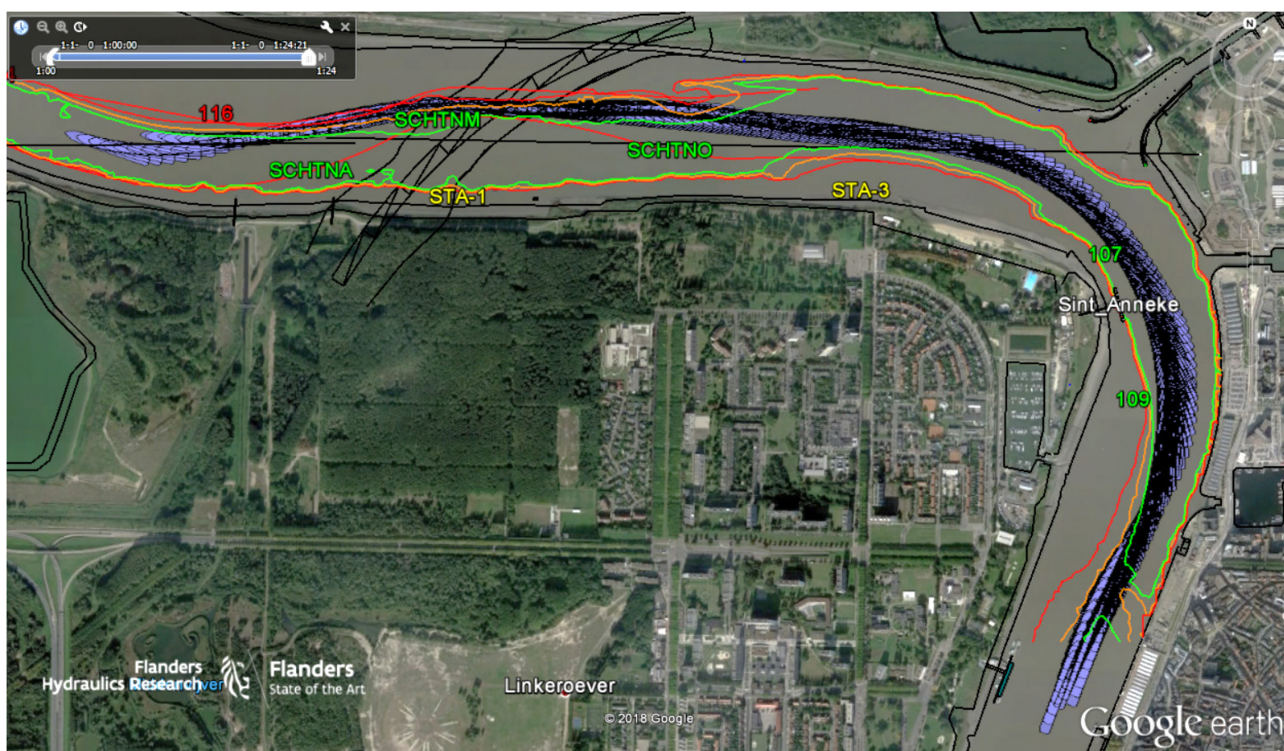 1-1- 0 1:00:00
1-1- 0 1:24:21
1:00
1:24
N
116
SCHTNM
SCHTNA
SCHTNO
STA-1
STA-3
107
Sint_Anneke
109
Flanders
Hydraulics Research
Flanders
State of the Art
Linkeroever
© 2018 Google
Google earth